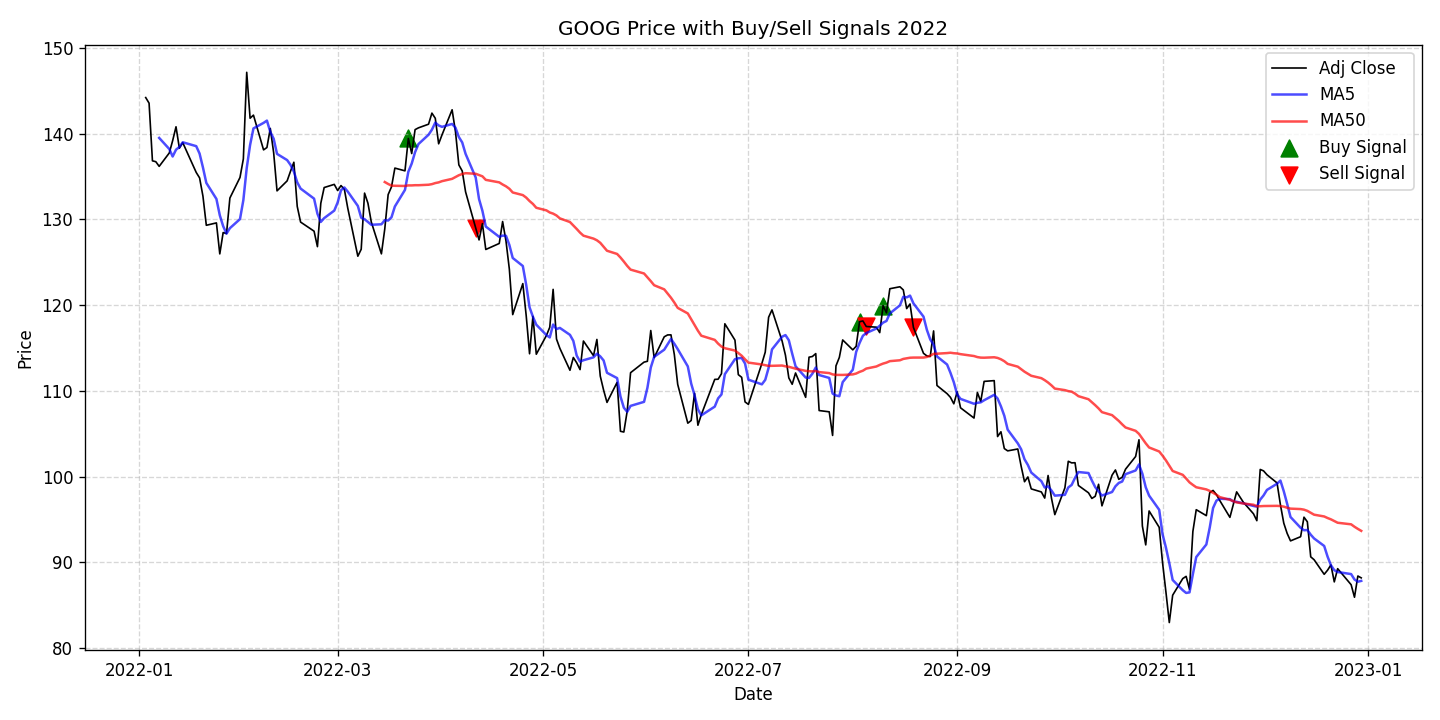 GOOG Price with Buy/Sell Signals 2022
150
140
130
120
110
100
90
80
Price
Adj Close
MA5
MA50
Buy Signal
Sell Signal
2022-01
2022-03
2022-05
2022-07
2022-09
2022-11
2023-01
Date